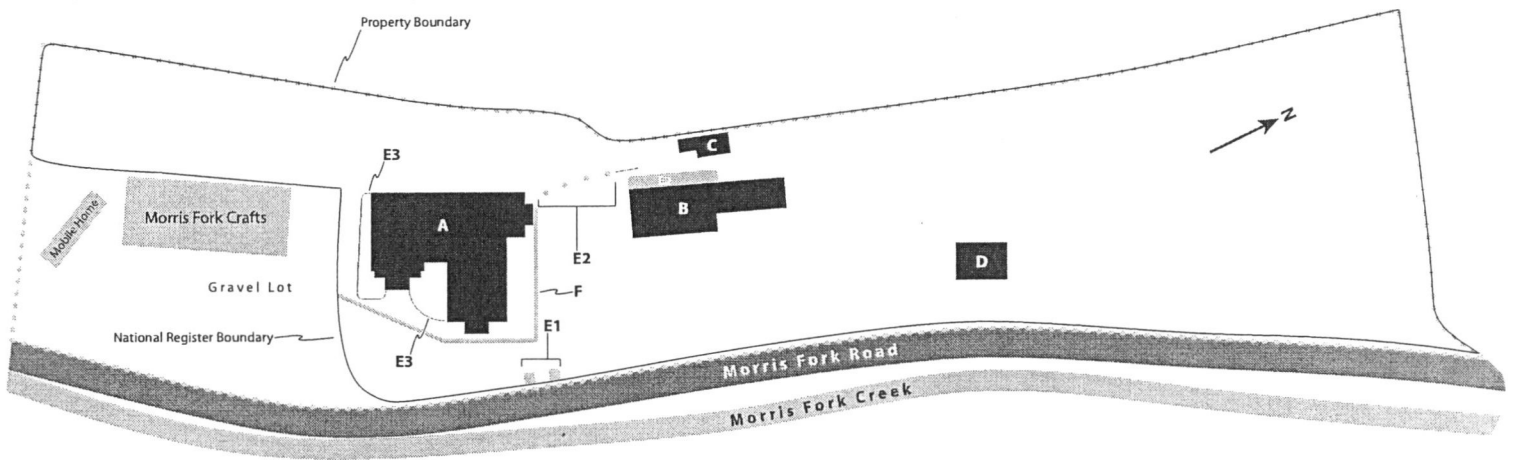 Property Boundary
N
C
E3
E2
B
A
Morris Fork Crafts
Mobile Home
D
E2
F
Gravel Lot
E1
National Register Boundary
E3
Morris Fork Road
Morris Fork Creek